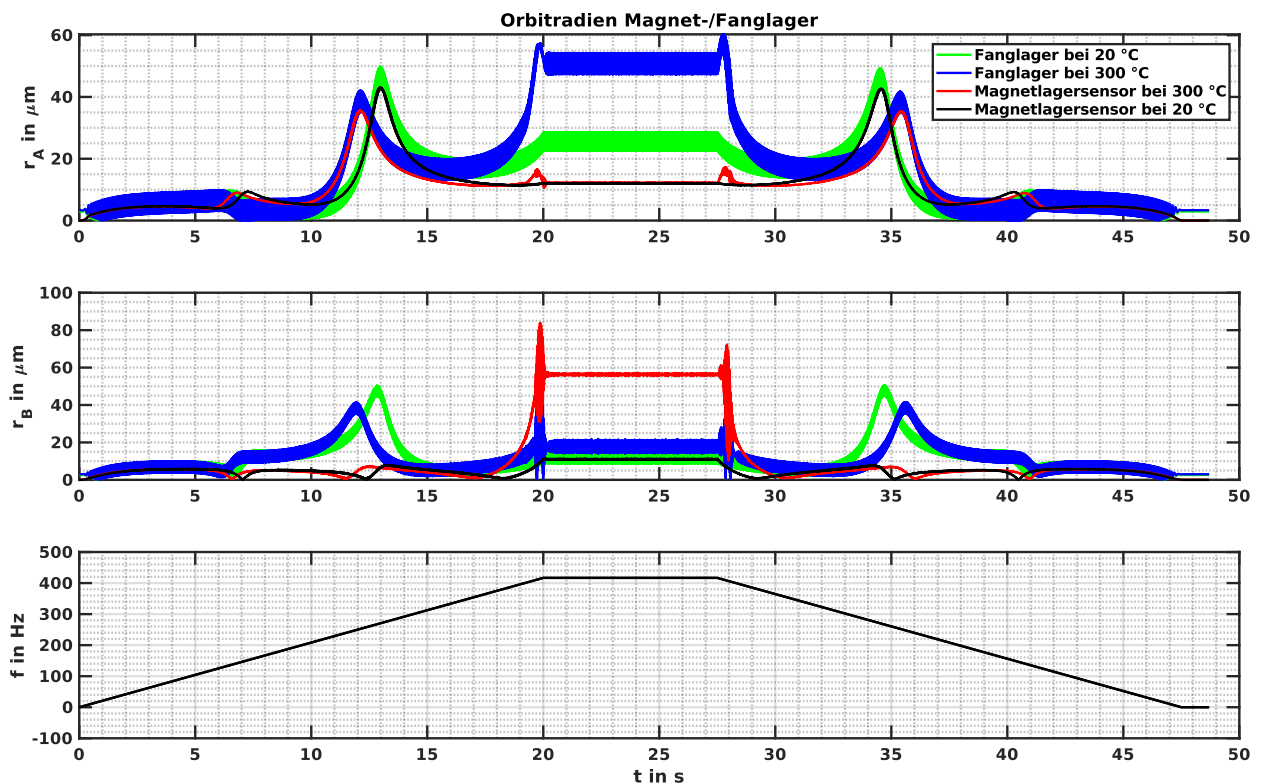 Orbitradien Magnet-/Fanglager
r_A in μm
60
40
20
0
Fanglager bei 20 °C
Fanglager bei 300 °C
Magnetlagersensor bei 300 °C
Magnetlagersensor bei 20 °C
0 5 10 15 20 25 30 35 40 45 50
r_B in μm
100
80
60
40
20
0
0 5 10 15 20 25 30 35 40 45 50
f in Hz
500
400
300
200
100
0
-100
0 5 10 15 20 25 30 35 40 45 50
t in s